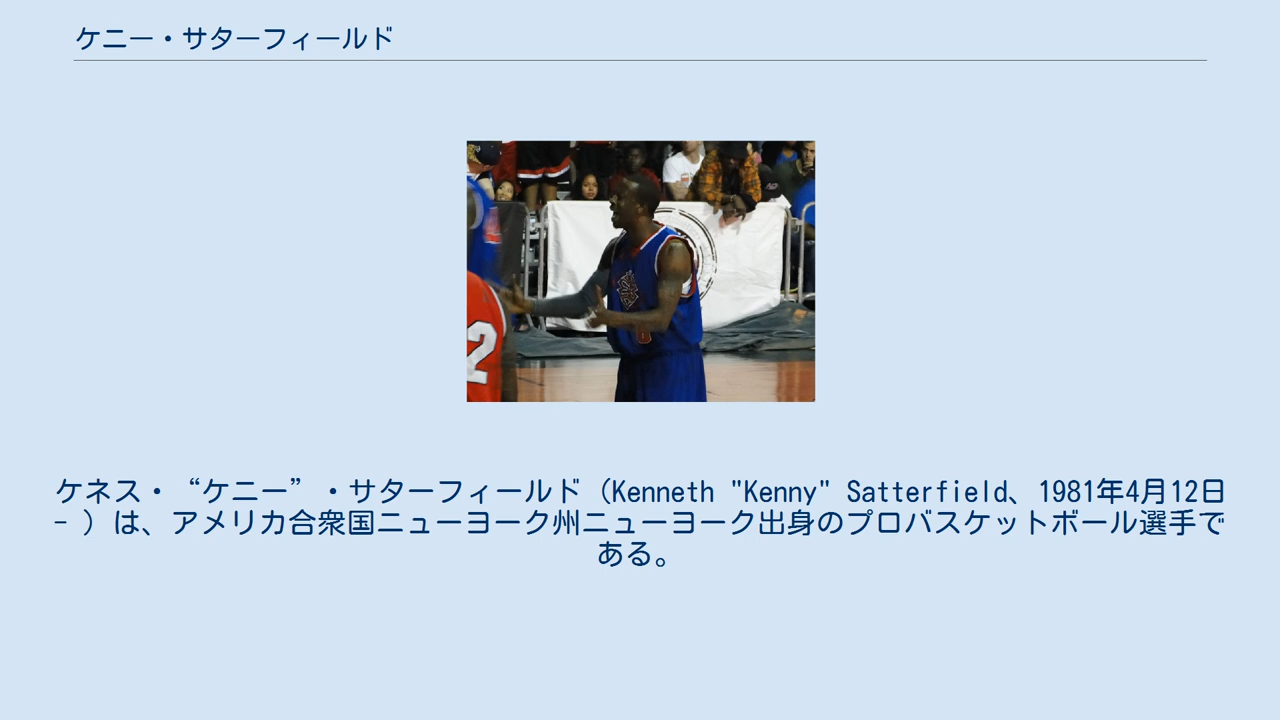 ケニー・サターフィールド
2
ケネス・“ケニー”・サターフィールド（Kenneth "Kenny" Satterfield、1981年4月12日
- ）は、アメリカ合衆国ニューヨーク州ニューヨーク出身のプロバスケットボール選手で
ある。